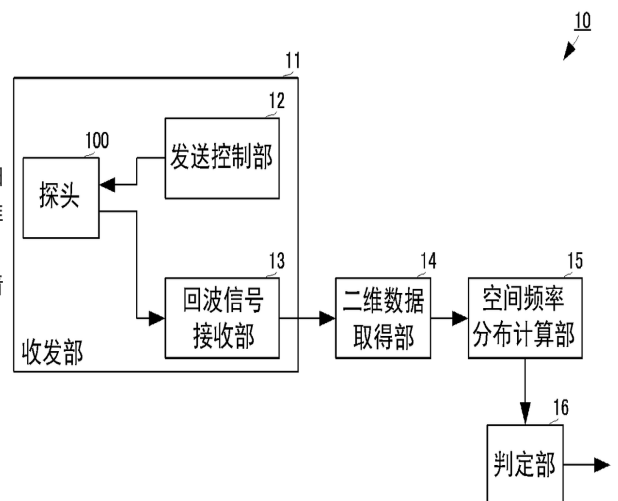 10
11
12
发送控制部
100
探头
13
回波信号
接收部
收发部
14
二维数据
取得部
15
空间频率
分布计算部
16
判定部